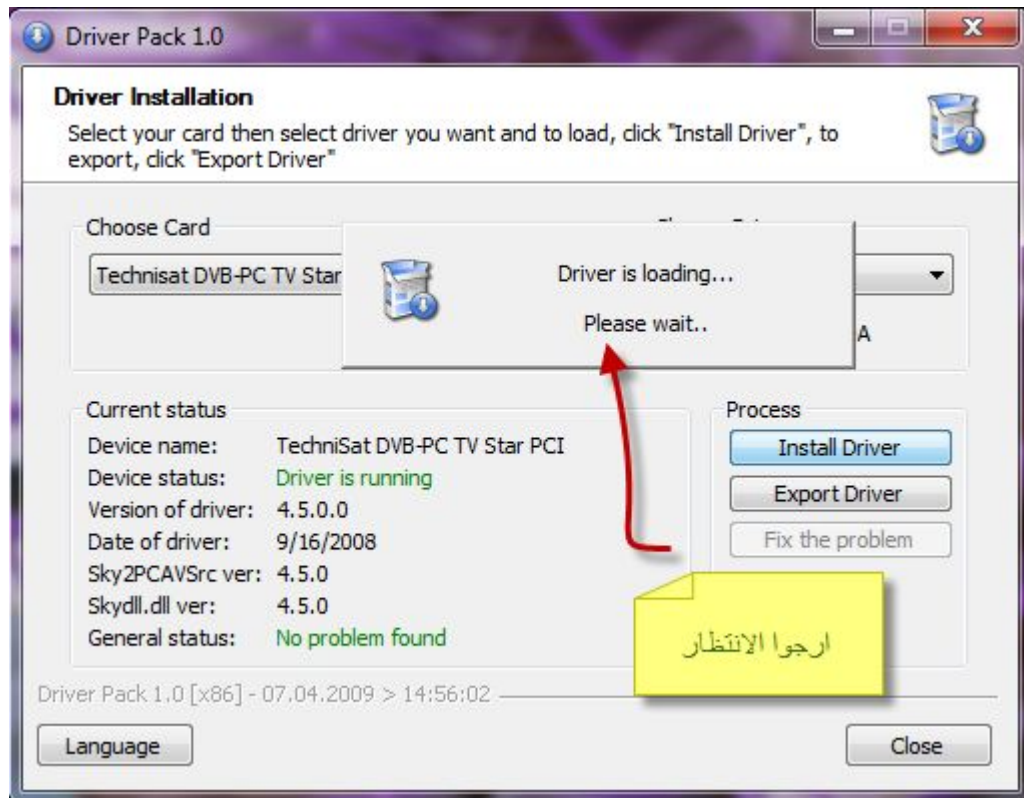 Driver Pack 1.0
Driver Installation
Select your card then select driver you want and to load, click "Install Driver", to
export, click "Export Driver"
Choose Card
Technisat DVB-PC TV Star
Driver is loading...
Please wait..
A
Current status
Device name: TechniSat DVB-PC TV Star PCI
Device status: Driver is running
Version of driver: 4.5.0.0
Date of driver: 9/16/2008
Sky2PCAVSrc ver: 4.5.0
Skydll.dll ver: 4.5.0
General status: No problem found
Process
Install Driver
Export Driver
Fix the problem
ارجوا الانتظار
Driver Pack 1.0 [x86] - 07.04.2009 > 14:56:02
Language
Close